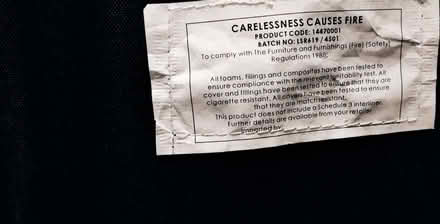 CARELESSNESS CAUSES FIRE
PRODUCT CODE: 14470001
BATCH NO: LSR619 / 4501
To comply with The Furniture and Furnishings (Fire) (Safety)
Regulations 1988:
All foams, fillings and composites have been tested to
ensure compliance with the relevant ignitability test. All
cover and fillings have been tested to ensure that they are
cigarette resistant. All covers have been tested to ensure
that they are match resistant.
This product does not include a Schedule 3 interliner.
Further details are available from your retailer
Imported by